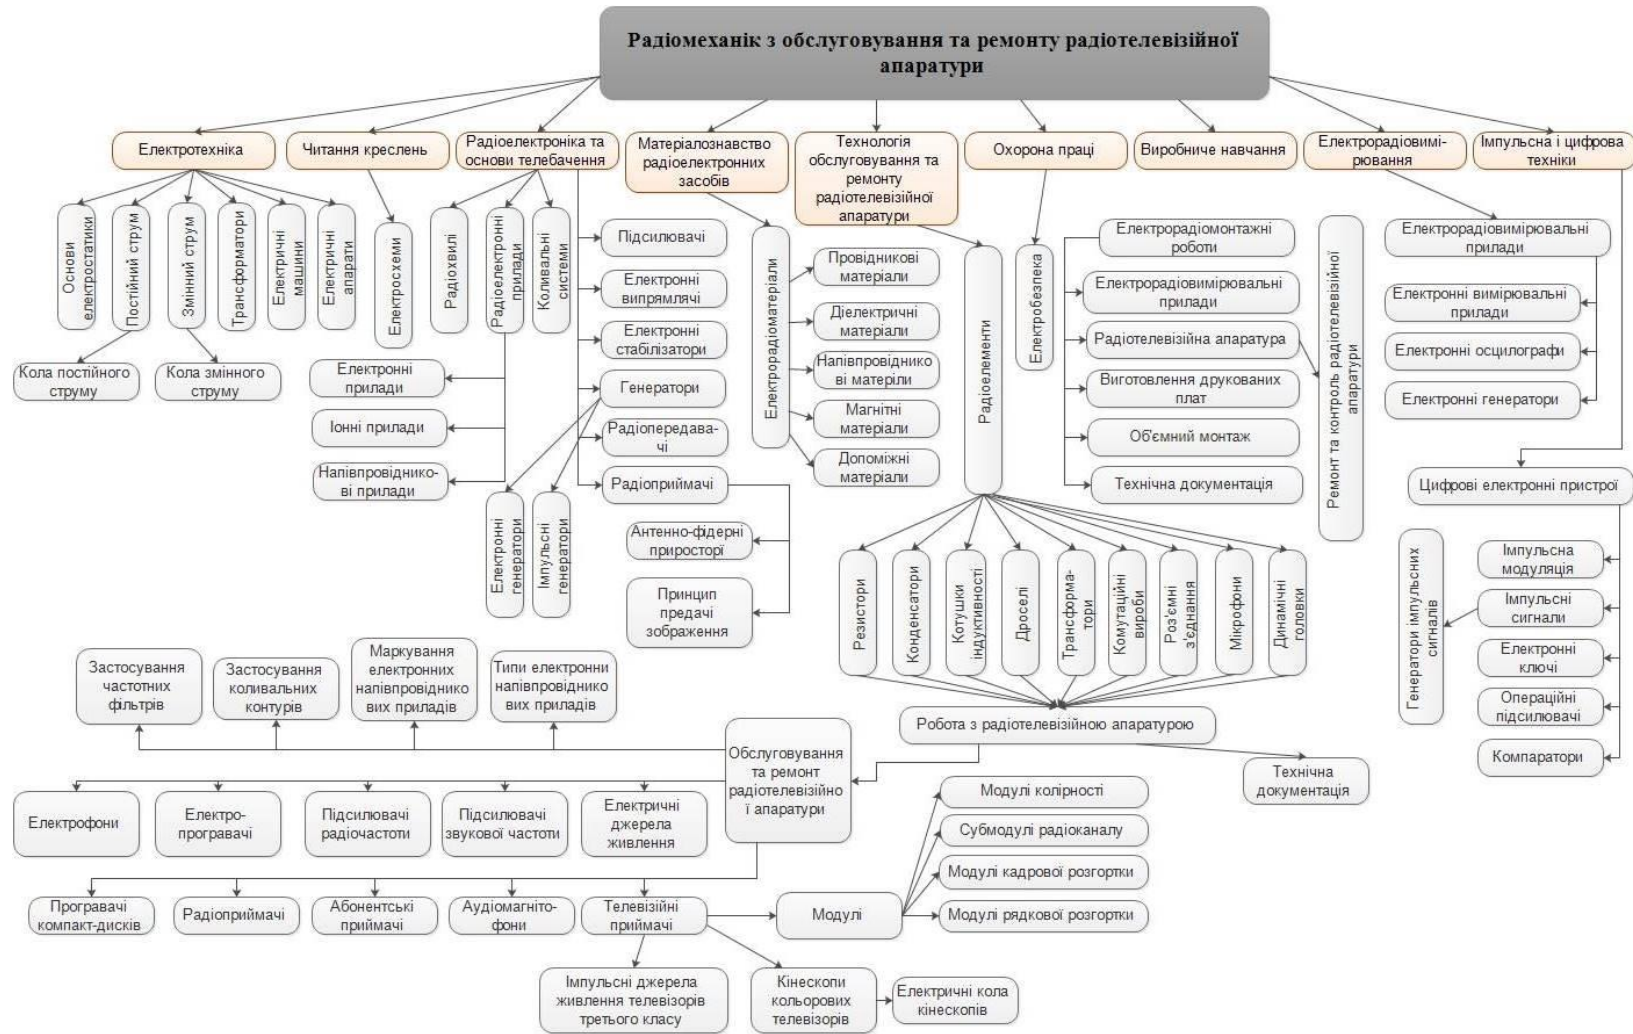 Радіомеханік з обслуговування та ремонту радіотелевізійної
апаратури
Електротехніка
Читання креслень
Радіоелектроніка та
основи телебачення
Матеріалознавство
радіоелектронних
засобів
Технологія
обслуговування та
ремонту
радіотелевізійної
апаратури
Охорона праці
Виробниче навчання
Електрорадіовимі-
рювання
Імпульсна і цифрова
техніки
Основи
електростатики
Постійний струм
Змінний струм
Трансформатори
Електричні
машини
Електричні
апарати
Кола постійного
струму
Кола змінного
струму
Електросхеми
Радіохвилі
Радіоелектронні
прилади
Коливальні
системи
Електронні
прилади
Іонні прилади
Напівпровіднико-
ві прилади
Підсилювачі
Електронні
випрямлячі
Електронні
стабілізатори
Генератори
Радіопередава-
чі
Радіоприймачі
Електронні
генератори
Імпульсні
генератори
Антенно-фідерні
приросторї
Принцип
предачі
зображення
Електрорадіоматеріали
Провідникові
матеріали
Діелектричні
матеріали
Напівпровіднико
ві матеріли
Магнітні
матеріали
Допоміжні
матеріали
Радіоелементи
Електробезпека
Електрорадіомонтажні
роботи
Електрорадіовимірювальні
прилади
Радіотелевізійна апаратура
Виготовлення друкованих
плат
Об'ємний монтаж
Технічна документація
Ремонт та контроль радіотелевізійної
апаратури
Електрорадіовимірювальні
прилади
Електронні вимірювальні
прилади
Електронні осцилографи
Електронні генератори
Цифрові електронні пристрої
Імпульсна
модуляція
Імпульсні
сигнали
Електронні
ключі
Операційні
підсилювачі
Компаратори
Генератори імпульсних
сигналів
Резистори
Конденсатори
Котушки
індуктивності
Дроселі
Трансформа-
тори
Комутаційні
вироби
Роз'ємні
з'єднання
Мікрофони
Динамічні
головки
Робота з радіотелевізійною апаратурою
Технічна
документація
Обслуговування
та ремонт
радіотелевізійно
ї апаратури
Застосування
частотних
фільтрів
Застосування
коливальних
контурів
Маркування
електронних
напівпровіднико
вих приладів
Типи електронни
напівпровіднико
вих приладів
Електрофони
Електро-
програвачі
Підсилювачі
радіочастоти
Підсилювачі
звукової частоти
Електричні
джерела
живлення
Програвачі
компакт-дисків
Радіоприймачі
Абонентські
приймачі
Аудіомагніто-
фони
Телевізійні
приймачі
Модулі
Модулі колірності
Субмодулі радіоканалу
Модулі кадрової розгортки
Модулі рядкової розгортки
Імпульсні джерела
живлення телевізорів
третього класу
Кінескопи
кольорових
телевізорів
Електричні кола
кінескопів